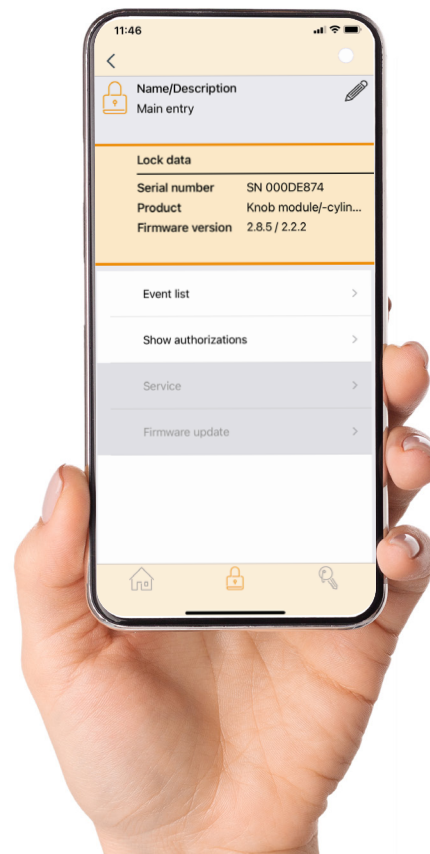 11:46
Name/Description
Main entry
Lock data
Serial number SN 000DE874
Product Knob module/-cylin...
Firmware version 2.8.5 / 2.2.2
Event list
Show authorizations
Service
Firmware update